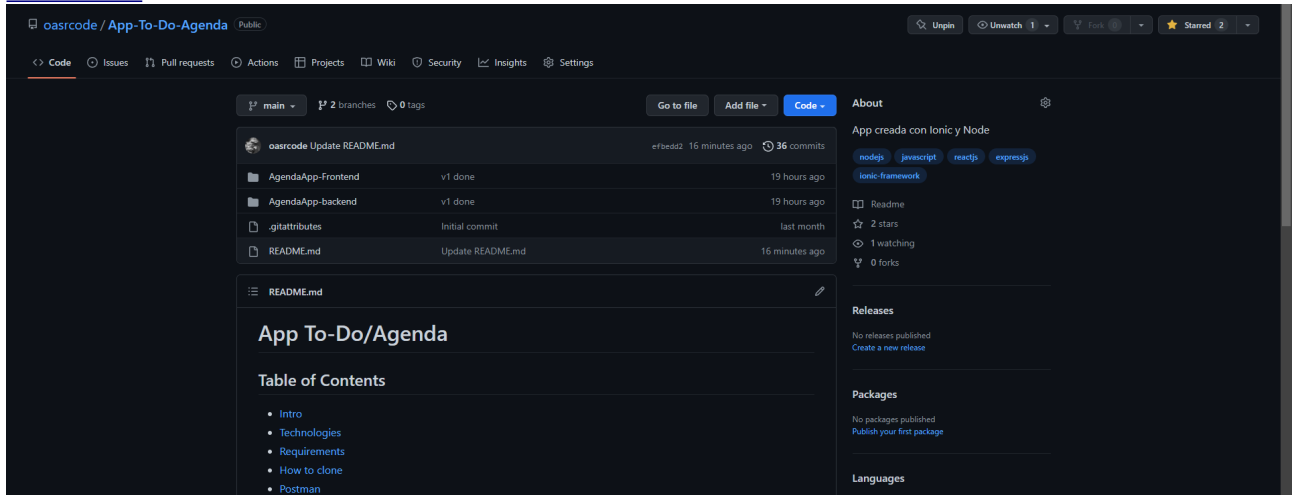 oasrcode / App-To-Do-Agenda Public
Unpin Unwatch 1 Fork 0 Starred 2
Code Issues Pull requests Actions Projects Wiki Security Insights Settings
main 2 branches 0 tags Go to file Add file Code
oasrcode Update README.md efbedd2 16 minutes ago 36 commits
AgendaApp-Frontend v1 done 19 hours ago
AgendaApp-backend v1 done 19 hours ago
.gitattributes Initial commit last month
README.md Update README.md 16 minutes ago
README.md
App To-Do/Agenda
Table of Contents
Intro
Technologies
Requirements
How to clone
Postman
About
App creada con Ionic y Node
nodejs javascript reactjs expressjs
ionic-framework
Readme
2 stars
1 watching
0 forks
Releases
No releases published
Create a new release
Packages
No packages published
Publish your first package
Languages